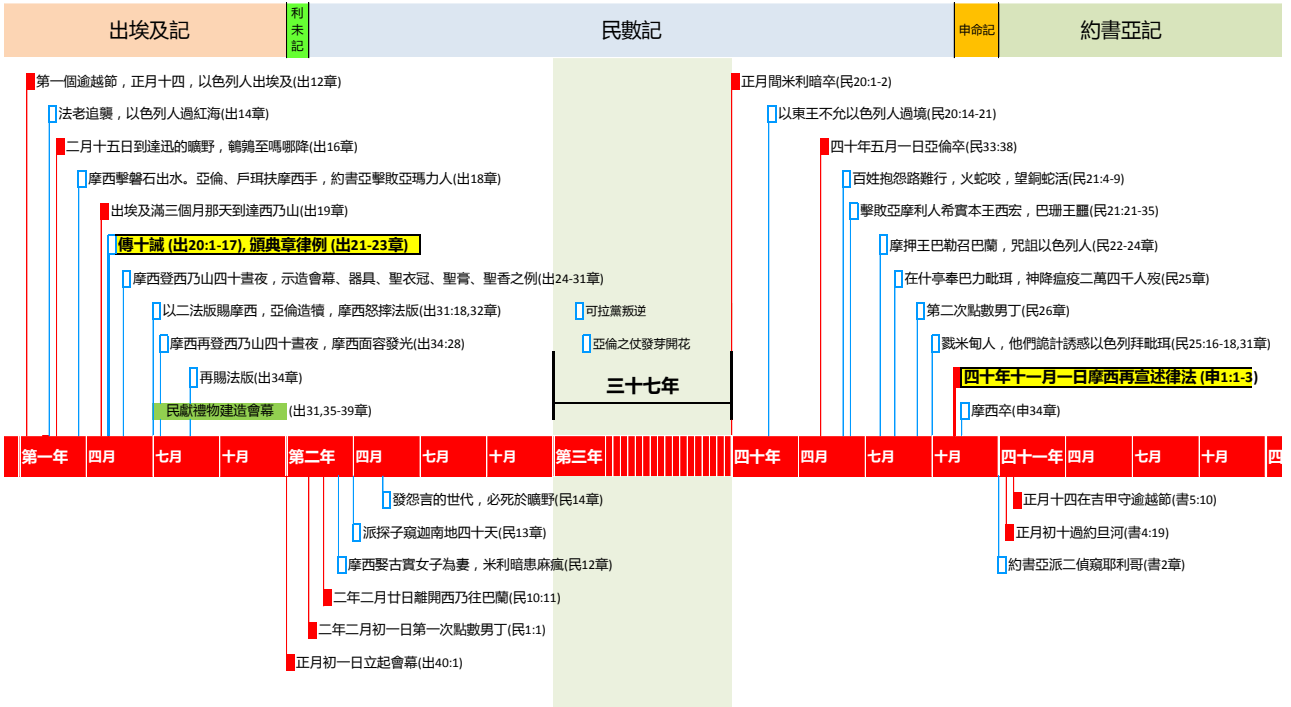 出埃及記
利未記
民數記
申命記
約書亞記
第一個逾越節，正月十四，以色列人出埃及(出12章)
法老追襲，以色列人過紅海(出14章)
二月十五日到達汛的曠野，鵪鶉至嗎哪降(出16章)
摩西擊磐石出水。亞倫、戶珥扶摩西手，約書亞擊敗亞瑪力人(出18章)
出埃及滿三個月那天到達西乃山(出19章)
傳十誡 (出20:1-17), 頒典章律例 (出21-23章)
摩西登西乃山四十晝夜，示造會幕、器具、聖衣冠、聖膏、聖香之例(出24-31章)
以二法版賜摩西，亞倫造犢，摩西怒摔法版(出31:18,32章)
摩西再登西乃山四十晝夜，摩西面容發光(出34:28)
再賜法版(出34章)
民獻禮物建造會幕 (出31,35-39章)
可拉黨叛逆
亞倫之仗發芽開花
三十七年
正月間米利暗卒(民20:1-2)
以東王不允以色列人過境(民20:14-21)
四十年五月一日亞倫卒(民33:38)
百姓抱怨路難行，火蛇咬，望銅蛇活(民21:4-9)
擊敗亞摩利人希實本王西宏，巴珊王噩(民21:21-35)
摩押王巴勒召巴蘭，咒詛以色列人(民22-24章)
在什亭奉巴力毗珥，神降瘟疫二萬四千人歿(民25章)
第二次點數男丁(民26章)
戮米甸人，他們詭計誘惑以色列拜毗珥(民25:16-18,31章)
四十年十一月一日摩西再宣述律法 (申1:1-3)
摩西卒(申34章)
第一年 四月 七月 十月 第二年 四月 七月 十月 第三年 四十年 四月 七月 十月 四十一年 四月 七月 十月 四
發怨言的世代，必死於曠野(民14章)
派探子窺迦南地四十天(民13章)
摩西娶古實女子為妻，米利暗患麻瘋(民12章)
二年二月廿日離開西乃往巴蘭(民10:11)
二年二月初一日第一次點數男丁(民1:1)
正月初一日立起會幕(出40:1)
正月十四在吉甲守逾越節(書5:10)
正月初十過約旦河(書4:19)
約書亞派二偵窺耶利哥(書2章)